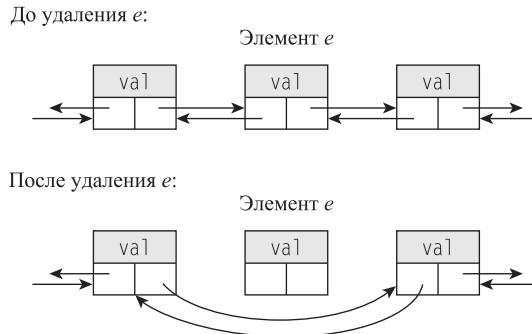 До удаления e:
Элемент e
val val val
После удаления e:
Элемент e
val val val